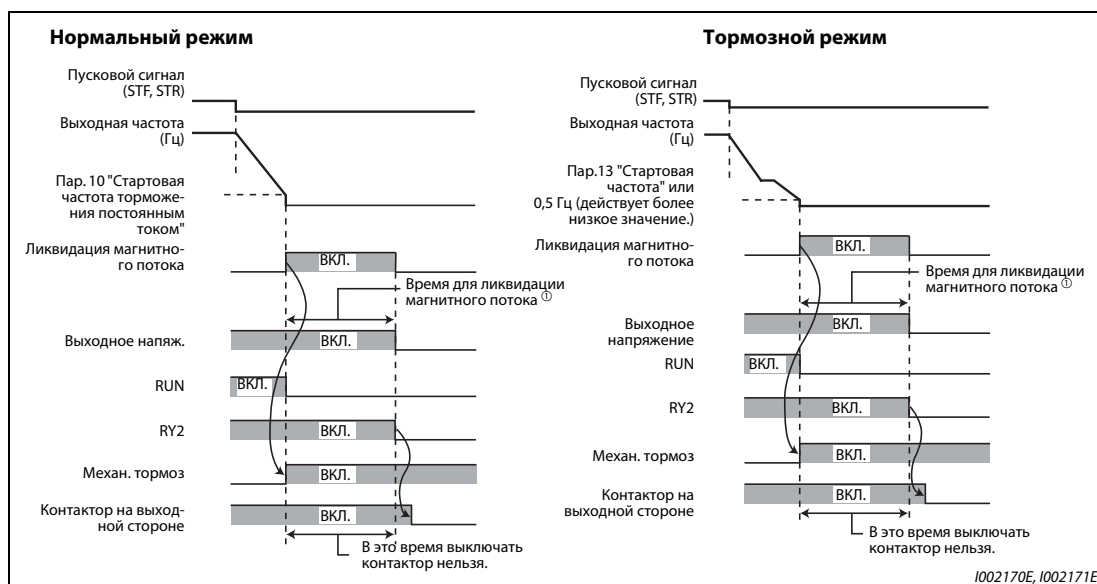 Нормальный режим
Пусковой сигнал
(STF, STR)
Выходная частота
(Гц)
Пар. 10 "Стартовая
частота торможе-
ния постоянным
током"
Ликвидация магнитно-
го потока
ВКЛ.
Время для ликвидации
магнитного потока ①
Выходное напряж.
ВКЛ.
RUN
ВКЛ.
RY2
ВКЛ.
Механ. тормоз
ВКЛ.
Контактор на выход-
ной стороне
ВКЛ.
В это время выключать
контактор нельзя.
Тормозной режим
Пусковой сигнал
(STF, STR)
Выходная частота
(Гц)
Пар.13 "Стартовая
частота" или
0,5 Гц (действует более
низкое значение.)
Ликвидация магнитно-
го потока
ВКЛ.
Время для ликвидации
магнитного потока ①
Выходное
напряжение
ВКЛ.
RUN
ВКЛ.
RY2
ВКЛ.
Механ. тормоз
ВКЛ.
Контактор на
выходной стороне
ВКЛ.
В это время выключать
контактор нельзя.
I002170E, I002171E